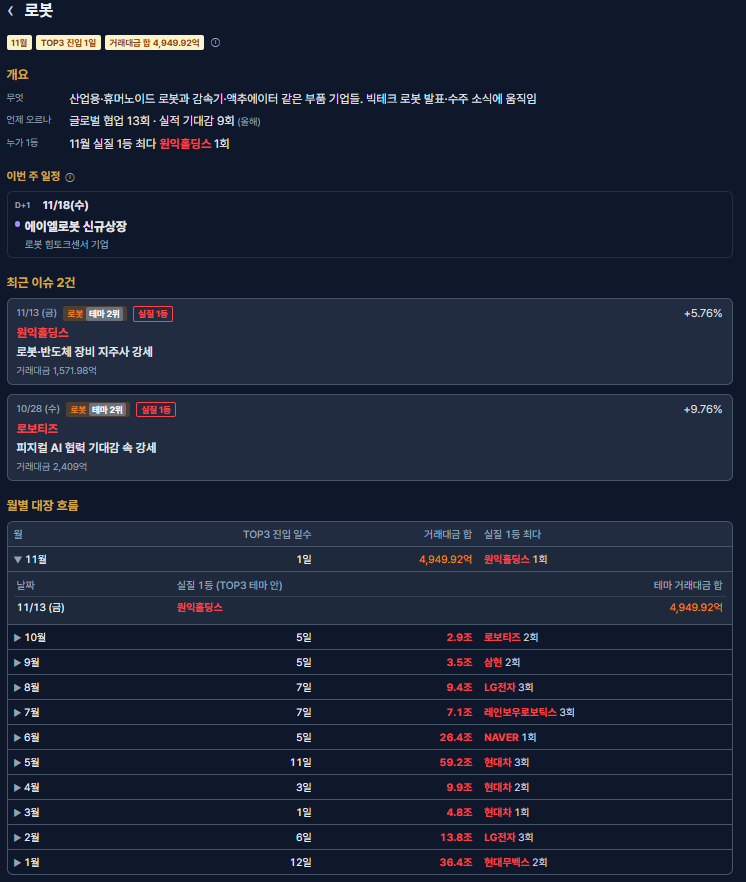 로봇
11월 TOP3 진입 1일 거래대금 합 4,949.92억
개요
무엇 산업용·휴머노이드 로봇과 감속기·액추에이터 같은 부품 기업들. 빅테크 로봇 발표·수주 소식에 움직임
언제 오르나 글로벌 협업 13회 · 실적 기대감 9회 (올해)
누가 1등 11월 실질 1등 최다 원익홀딩스 1회
이번 주 일정
D+1 11/18(수)
에이엘로봇 신규상장
로봇 힘토크센서 기업
최근 이슈 2건
11/13 (금) 로봇 테마 2위 실질 1등 +5.76%
원익홀딩스
로봇·반도체 장비 지주사 강세
거래대금 1,571.98억
10/28 (수) 로봇 테마 2위 실질 1등 +9.76%
로보티즈
피지컬 AI 협력 기대감 속 강세
거래대금 2,409억
월별 대장 흐름
월 TOP3 진입 일수 거래대금 합 실질 1등 최다
▼ 11월 1일 4,949.92억 원익홀딩스 1회
날짜 실질 1등 (TOP3 테마 안) 테마 거래대금 합
11/13 (금) 원익홀딩스 4,949.92억
▶ 10월 5일 2.9조 로보티즈 2회
▶ 9월 5일 3.5조 삼현 2회
▶ 8월 7일 9.4조 LG전자 3회
▶ 7월 7일 7.1조 레인보우로보틱스 3회
▶ 6월 5일 26.4조 NAVER 1회
▶ 5월 11일 59.2조 현대차 3회
▶ 4월 3일 9.9조 현대차 2회
▶ 3월 1일 4.8조 현대차 1회
▶ 2월 6일 13.8조 LG전자 3회
▶ 1월 12일 36.4조 현대무벡스 2회